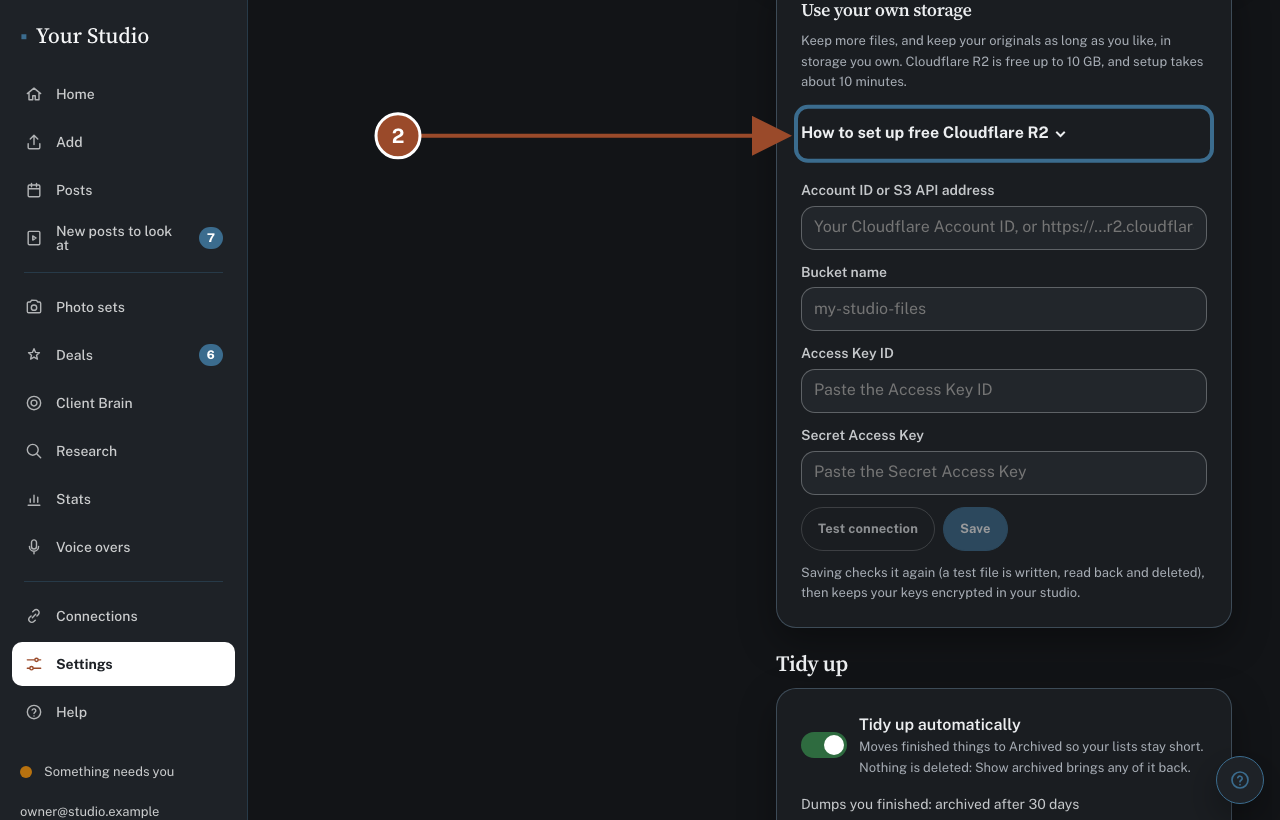 Your Studio
Home
Add
Posts
New posts to look
at
7
Photo sets
Deals
6
Client Brain
Research
Stats
Voice overs
Connections
Settings
Help
Something needs you
owner@studio.example
Use your own storage
Keep more files, and keep your originals as long as you like, in
storage you own. Cloudflare R2 is free up to 10 GB, and setup takes
about 10 minutes.
2
How to set up free Cloudflare R2
Account ID or S3 API address
Your Cloudflare Account ID, or https://...r2.cloudflar
Bucket name
my-studio-files
Access Key ID
Paste the Access Key ID
Secret Access Key
Paste the Secret Access Key
Test connection
Save
Saving checks it again (a test file is written, read back and deleted),
then keeps your keys encrypted in your studio.
Tidy up
Tidy up automatically
Moves finished things to Archived so your lists stay short.
Nothing is deleted: Show archived brings any of it back.
Dumps you finished: archived after 30 days